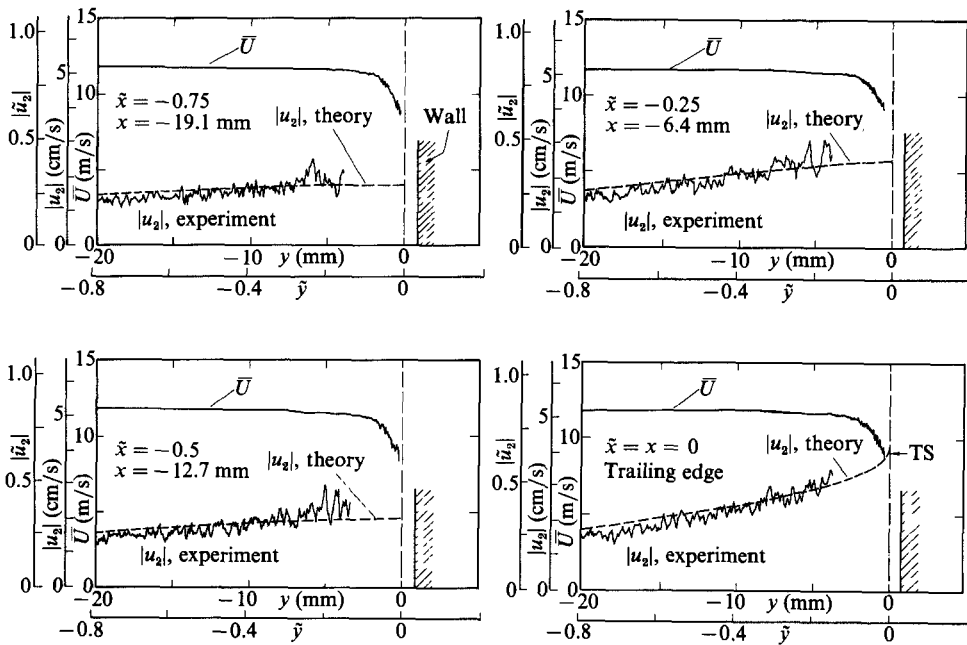 1.0 15 U̅
|ũ₂| |u₂| (cm/s) U̅ (m/s)
5 10
x̃ = −0.75
x = −19.1 mm
|u₂|, theory
Wall
0.5
|u₂|, experiment
0 0 0
−20 −10 y (mm) 0
−0.8 −0.4 ỹ 0
1.0 15 U̅
|ũ₂| |u₂| (cm/s) U̅ (m/s)
5 10
x̃ = −0.25
x = −6.4 mm
|u₂|, theory
0.5
|u₂|, experiment
0 0 0
−20 −10 y (mm) 0
−0.8 −0.4 ỹ 0
1.0 15 U̅
|ũ₂| |u₂| (cm/s) U̅ (m/s)
5 10
x̃ = −0.5
x = −12.7 mm
|u₂|, theory
0.5
|u₂|, experiment
0 0 0
−20 −10 y (mm) 0
−0.8 −0.4 ỹ 0
1.0 15 U̅
|ũ₂| |u₂| (cm/s) U̅ (m/s)
5 10
x̃ = x = 0
Trailing edge
|u₂|, theory
TS
0.5
|u₂|, experiment
0 0 0
−20 −10 y (mm) 0
−0.8 −0.4 ỹ 0